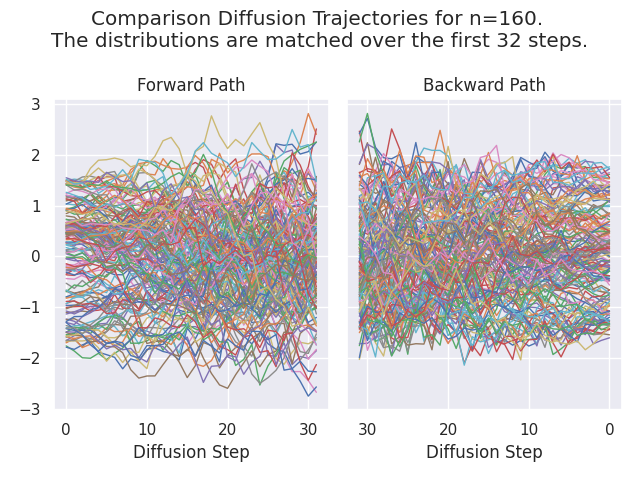 Comparison Diffusion Trajectories for n=160.
The distributions are matched over the first 32 steps.
Forward Path
Backward Path
3
2
1
0
−1
−2
−3
0 10 20 30
30 20 10 0
Diffusion Step
Diffusion Step